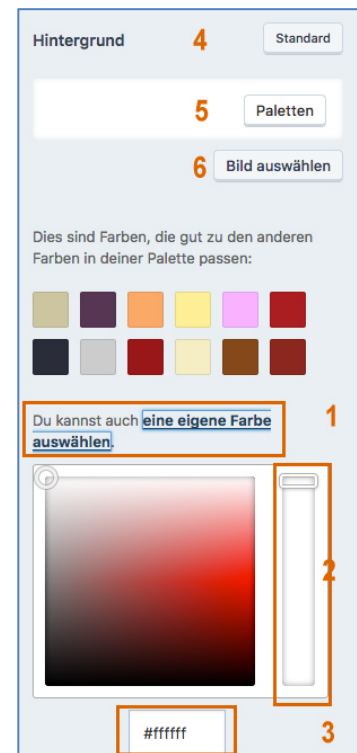 Hintergrund 4 Standard
5 Paletten
6 Bild auswählen
Dies sind Farben, die gut zu den anderen
Farben in deiner Palette passen:
Du kannst auch eine eigene Farbe 1
auswählen.
2
#ffffff 3